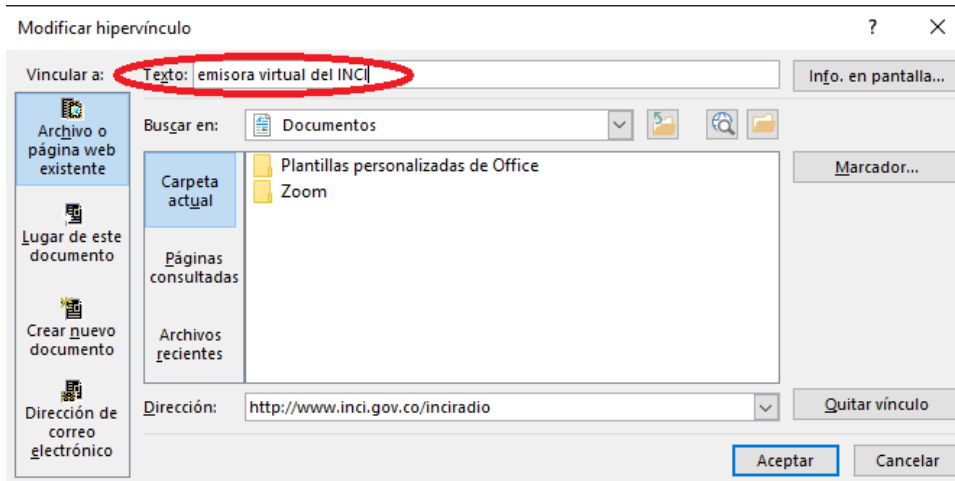 Modificar hipervínculo
?
Vincular a:
Texto: emisora virtual del INCI
Info. en pantalla...
Archivo o
página web
existente
Buscar en:
Documentos
Marcador...
Carpeta
actual
Plantillas personalizadas de Office
Zoom
Lugar de este
documento
Páginas
consultadas
Crear nuevo
documento
Archivos
recientes
Dirección de
correo
electrónico
Dirección:
http://www.inci.gov.co/inciradio
Quitar vínculo
Aceptar
Cancelar